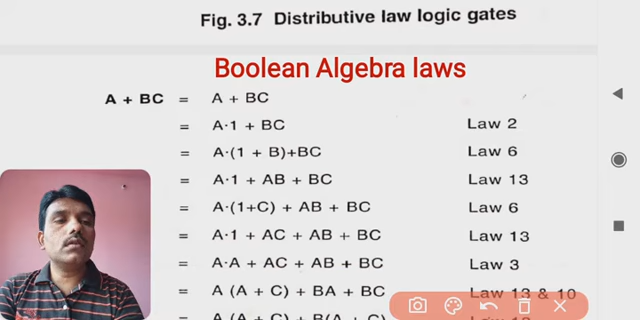 Fig. 3.7 Distributive law logic gates
Boolean Algebra laws
A + BC = A + BC
= A·1 + BC Law 2
= A·(1 + B)+BC Law 6
= A·1 + AB + BC Law 13
= A·(1+C) + AB + BC Law 6
= A·1 + AC + AB + BC Law 13
= A·A + AC + AB + BC Law 3
= A (A + C) + BA + BC Law 13 & 10
= A (A + C) + B(A + C)